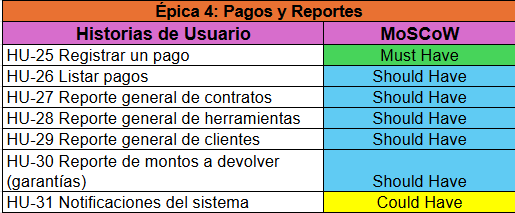 Épica 4: Pagos y Reportes
Historias de Usuario MoSCoW
HU-25 Registrar un pago Must Have
HU-26 Listar pagos Should Have
HU-27 Reporte general de contratos Should Have
HU-28 Reporte general de herramientas Should Have
HU-29 Reporte general de clientes Should Have
HU-30 Reporte de montos a devolver
(garantías) Should Have
HU-31 Notificaciones del sistema Could Have